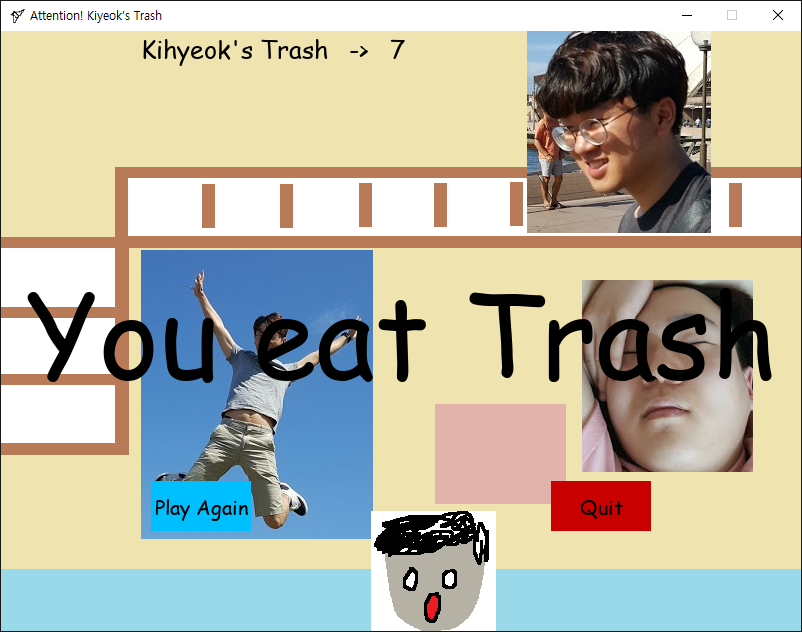 Attention! Kiyeok's Trash
Kihyeok's Trash -> 7
You eat Trash
Play Again
Quit